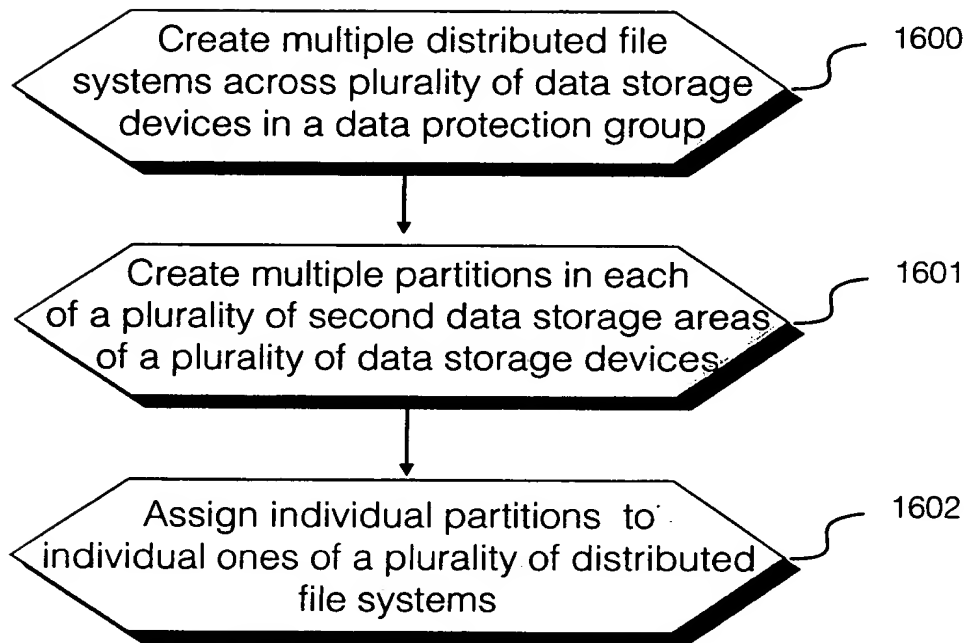 Create multiple distributed file
systems across plurality of data storage
devices in a data protection group
1600
Create multiple partitions in each
of a plurality of second data storage areas
of a plurality of data storage devices
1601
Assign individual partitions to
individual ones of a plurality of distributed
file systems
1602